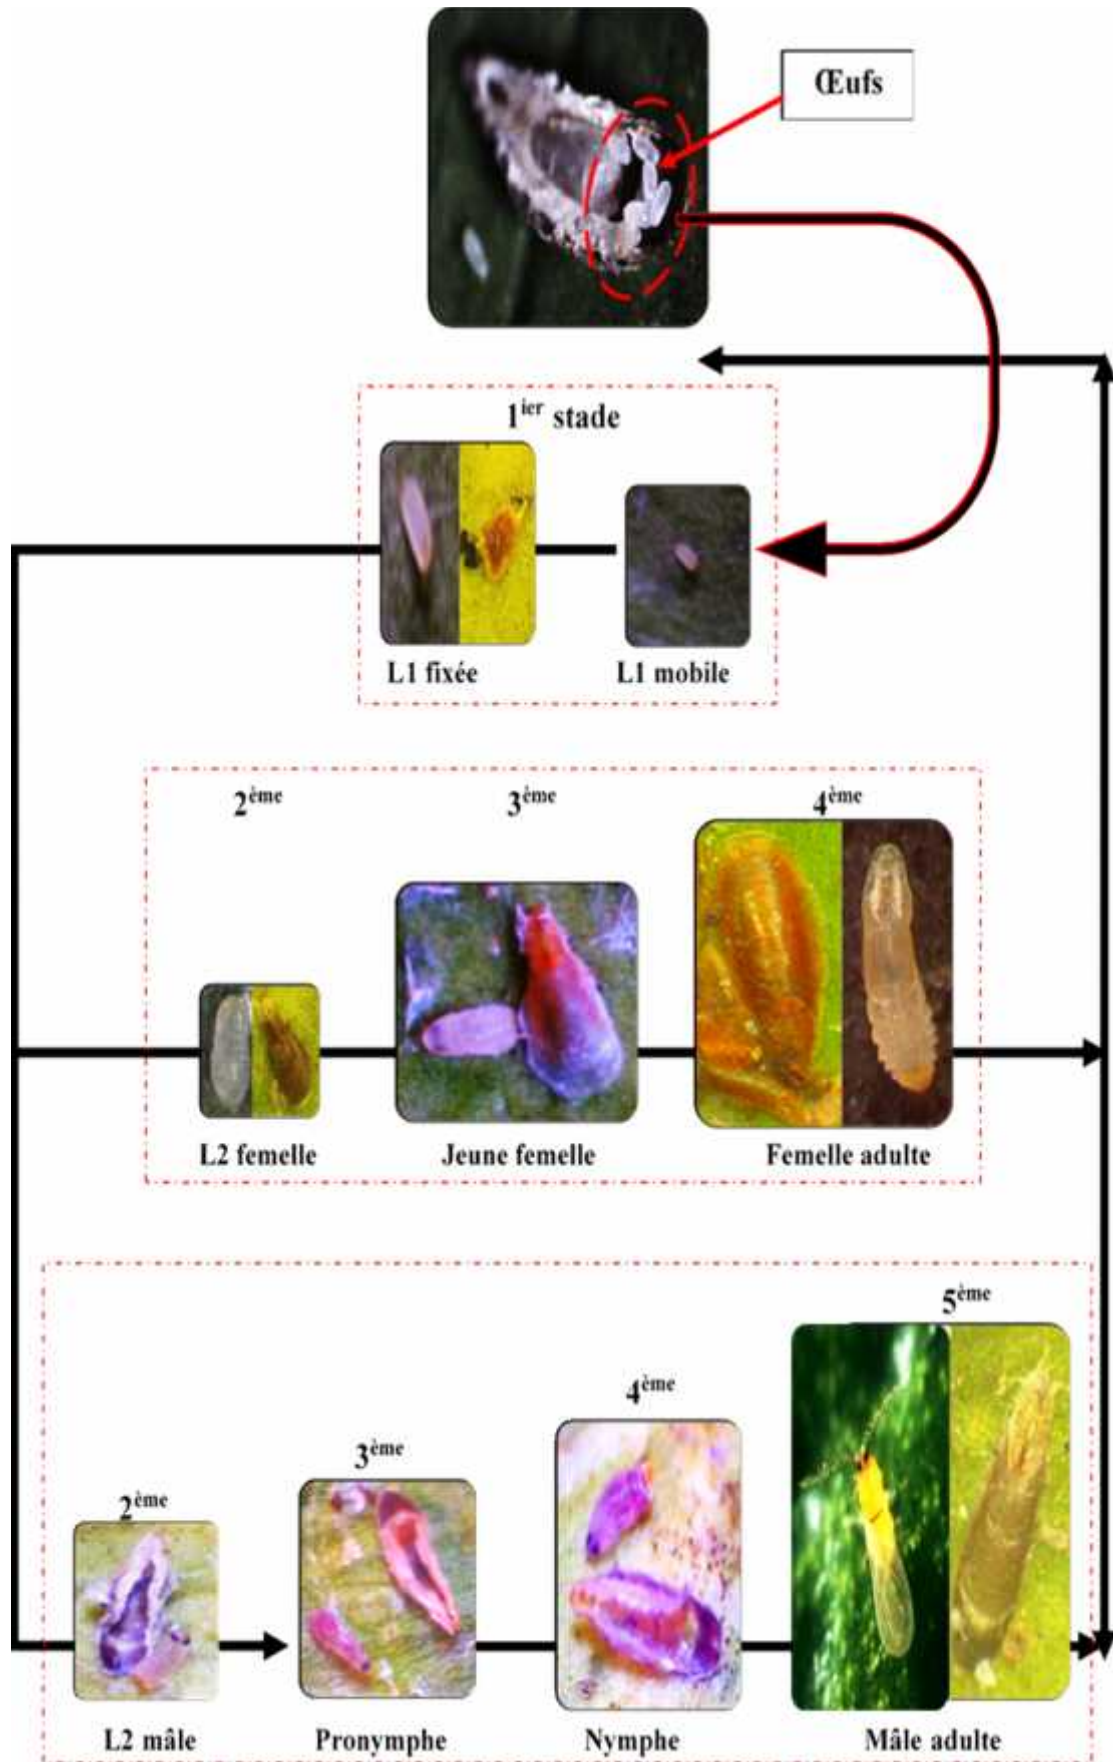 Œufs
1ier stade
L1 fixée
L1 mobile
2ème
3ème
4ème
L2 femelle
Jeune femelle
Femelle adulte
5ème
4ème
3ème
2ème
L2 mâle
Pronymphe
Nymphe
Mâle adulte